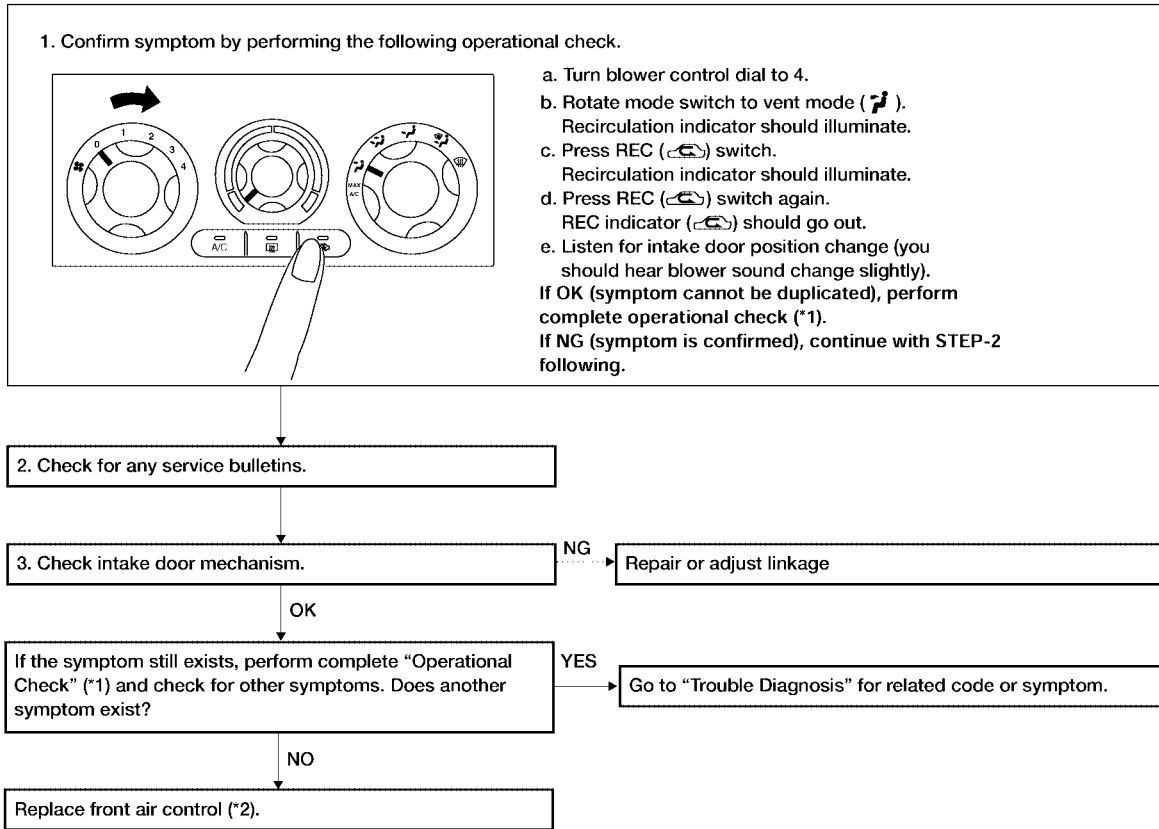 1. Confirm symptom by performing the following operational check.
0 1 2 3 4
MAX
A/C
A/C
a. Turn blower control dial to 4.
b. Rotate mode switch to vent mode ( ).
Recirculation indicator should illuminate.
c. Press REC ( ) switch.
Recirculation indicator should illuminate.
d. Press REC ( ) switch again.
REC indicator ( ) should go out.
e. Listen for intake door position change (you
should hear blower sound change slightly).
If OK (symptom cannot be duplicated), perform
complete operational check (*1).
If NG (symptom is confirmed), continue with STEP-2
following.
2. Check for any service bulletins.
3. Check intake door mechanism.
NG
Repair or adjust linkage
OK
If the symptom still exists, perform complete “Operational
Check” (*1) and check for other symptoms. Does another
symptom exist?
YES
Go to “Trouble Diagnosis” for related code or symptom.
NO
Replace front air control (*2).